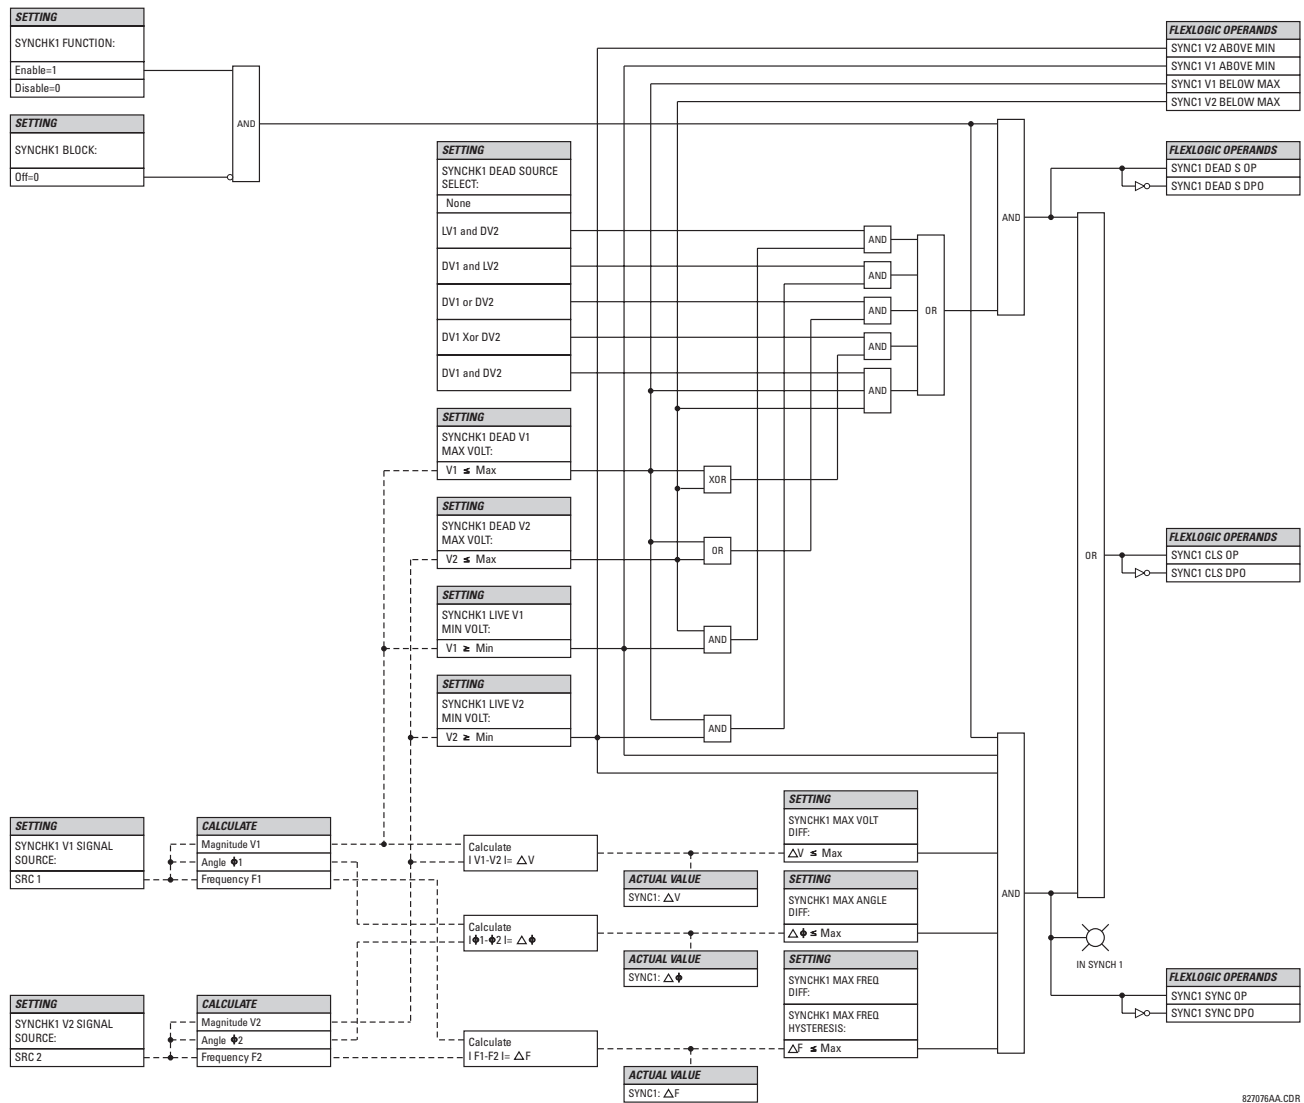 SETTING
SYNCHK1 FUNCTION:
Enable=1
Disable=0
SETTING
SYNCHK1 BLOCK:
Off=0
AND
SETTING
SYNCHK1 DEAD SOURCE
SELECT:
None
LV1 and DV2
DV1 and LV2
DV1 or DV2
DV1 Xor DV2
DV1 and DV2
SETTING
SYNCHK1 DEAD V1
MAX VOLT:
V1 ≤ Max
SETTING
SYNCHK1 DEAD V2
MAX VOLT:
V2 ≤ Max
SETTING
SYNCHK1 LIVE V1
MIN VOLT:
V1 ≥ Min
SETTING
SYNCHK1 LIVE V2
MIN VOLT:
V2 ≥ Min
XOR
OR
AND
AND
AND
AND
AND
AND
AND
OR
AND
FLEXLOGIC OPERANDS
SYNC1 V2 ABOVE MIN
SYNC1 V1 ABOVE MIN
SYNC1 V1 BELOW MAX
SYNC1 V2 BELOW MAX
FLEXLOGIC OPERANDS
SYNC1 DEAD S OP
SYNC1 DEAD S DPO
OR
FLEXLOGIC OPERANDS
SYNC1 CLS OP
SYNC1 CLS DPO
SETTING
SYNCHK1 V1 SIGNAL
SOURCE:
SRC 1
CALCULATE
Magnitude V1
Angle ϕ1
Frequency F1
SETTING
SYNCHK1 V2 SIGNAL
SOURCE:
SRC 2
CALCULATE
Magnitude V2
Angle ϕ2
Frequency F2
Calculate
I V1-V2 I= △V
Calculate
Iϕ1-ϕ2 I= △ϕ
Calculate
I F1-F2 I= △F
ACTUAL VALUE
SYNC1: △V
ACTUAL VALUE
SYNC1: △ϕ
ACTUAL VALUE
SYNC1: △F
SETTING
SYNCHK1 MAX VOLT
DIFF:
△V ≤ Max
SETTING
SYNCHK1 MAX ANGLE
DIFF:
△ϕ ≤ Max
SETTING
SYNCHK1 MAX FREQ
DIFF:
SYNCHK1 MAX FREQ
HYSTERESIS:
△F ≤ Max
AND
IN SYNCH 1
FLEXLOGIC OPERANDS
SYNC1 SYNC OP
SYNC1 SYNC DPO
827076AA.CDR